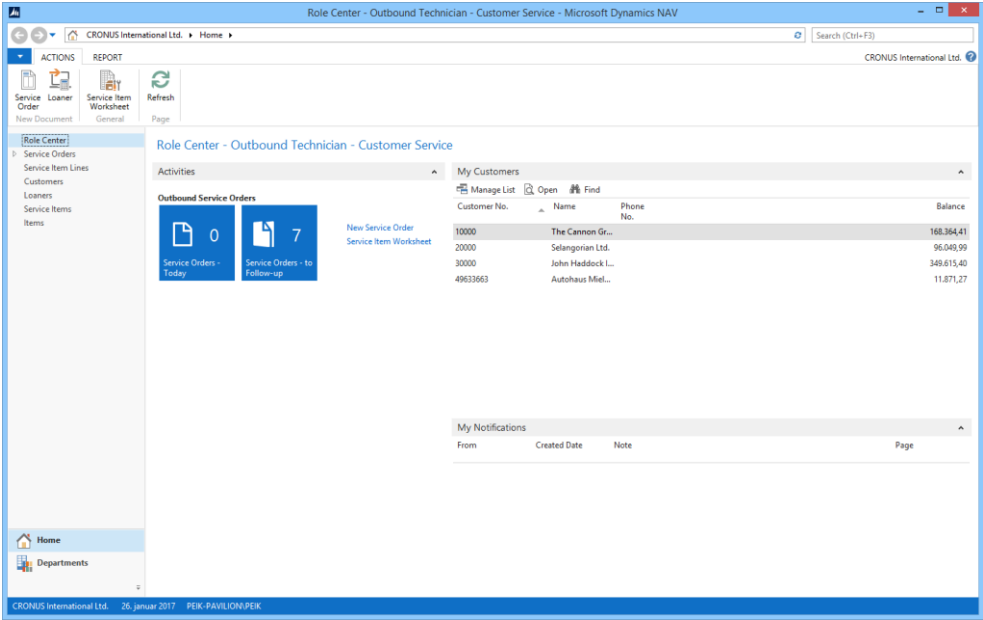 Role Center - Outbound Technician - Customer Service - Microsoft Dynamics NAV
CRONUS International Ltd. Home
Search (Ctrl+F3)
ACTIONS REPORT
CRONUS International Ltd.
Service Order
Loaner
Service Item Worksheet
Refresh
New Document General Page
Role Center
Service Orders
Service Item Lines
Customers
Loaners
Service Items
Items
Home
Departments
Role Center - Outbound Technician - Customer Service
Activities
Outbound Service Orders
0
Service Orders - Today
7
Service Orders - to Follow-up
New Service Order
Service Item Worksheet
My Customers
Manage List Open Find
Customer No. Name Phone No. Balance
10000 The Cannon Gr... 168.364,41
20000 Selangorian Ltd. 96.049,99
30000 John Haddock I... 349.615,40
49633663 Autohaus Miel... 11.871,27
My Notifications
From Created Date Note Page
CRONUS International Ltd. 26. januar 2017 PEIK-PAVILION\PEIK